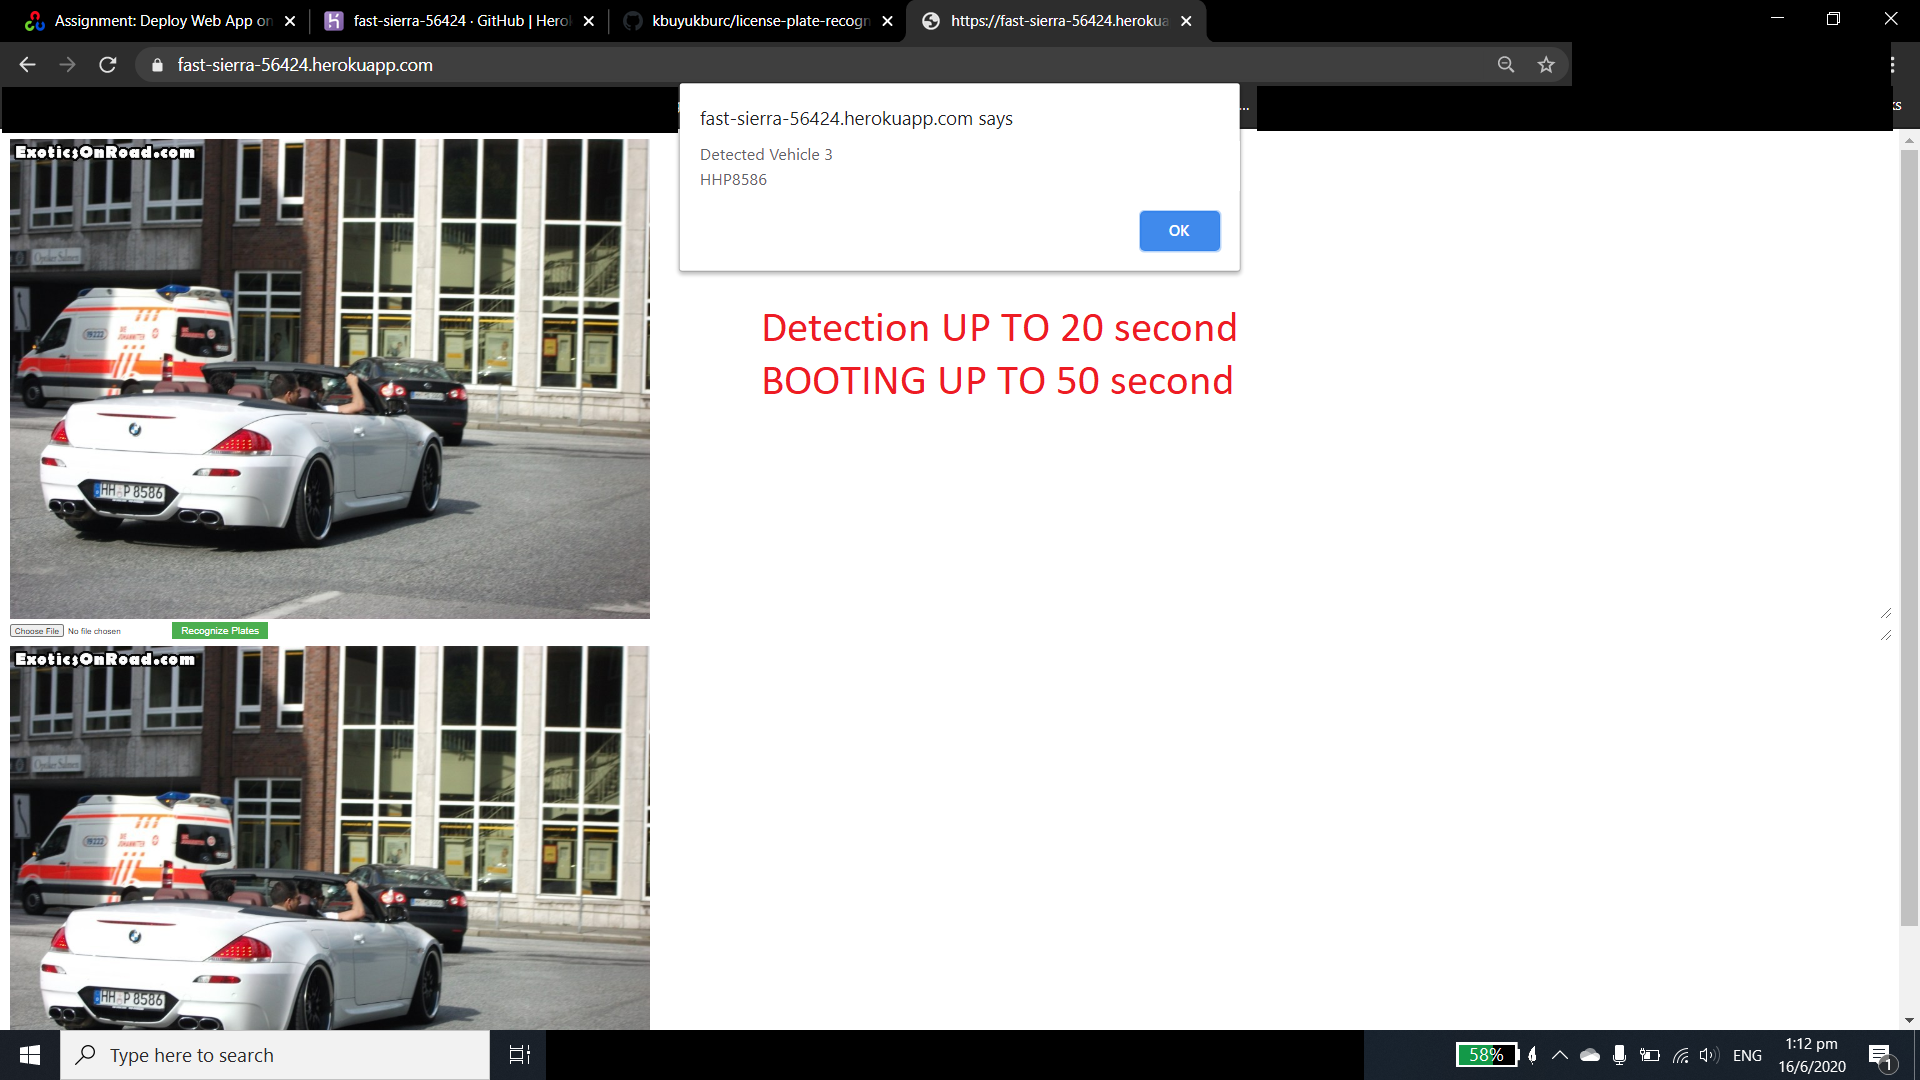 Assignment: Deploy Web App on
fast-sierra-56424 · GitHub | Hero
kbuyukburc/license-plate-recogn
https://fast-sierra-56424.herokua
fast-sierra-56424.herokuapp.com
...
ks
fast-sierra-56424.herokuapp.com says
Detected Vehicle 3
HHP8586
OK
Detection UP TO 20 second
BOOTING UP TO 50 second
ExoticsOnRoad.com
HH P 8586
Choose File No file chosen
Recognize Plates
ExoticsOnRoad.com
HH P 8586
Type here to search
58%
ENG
1:12 pm
16/6/2020
1